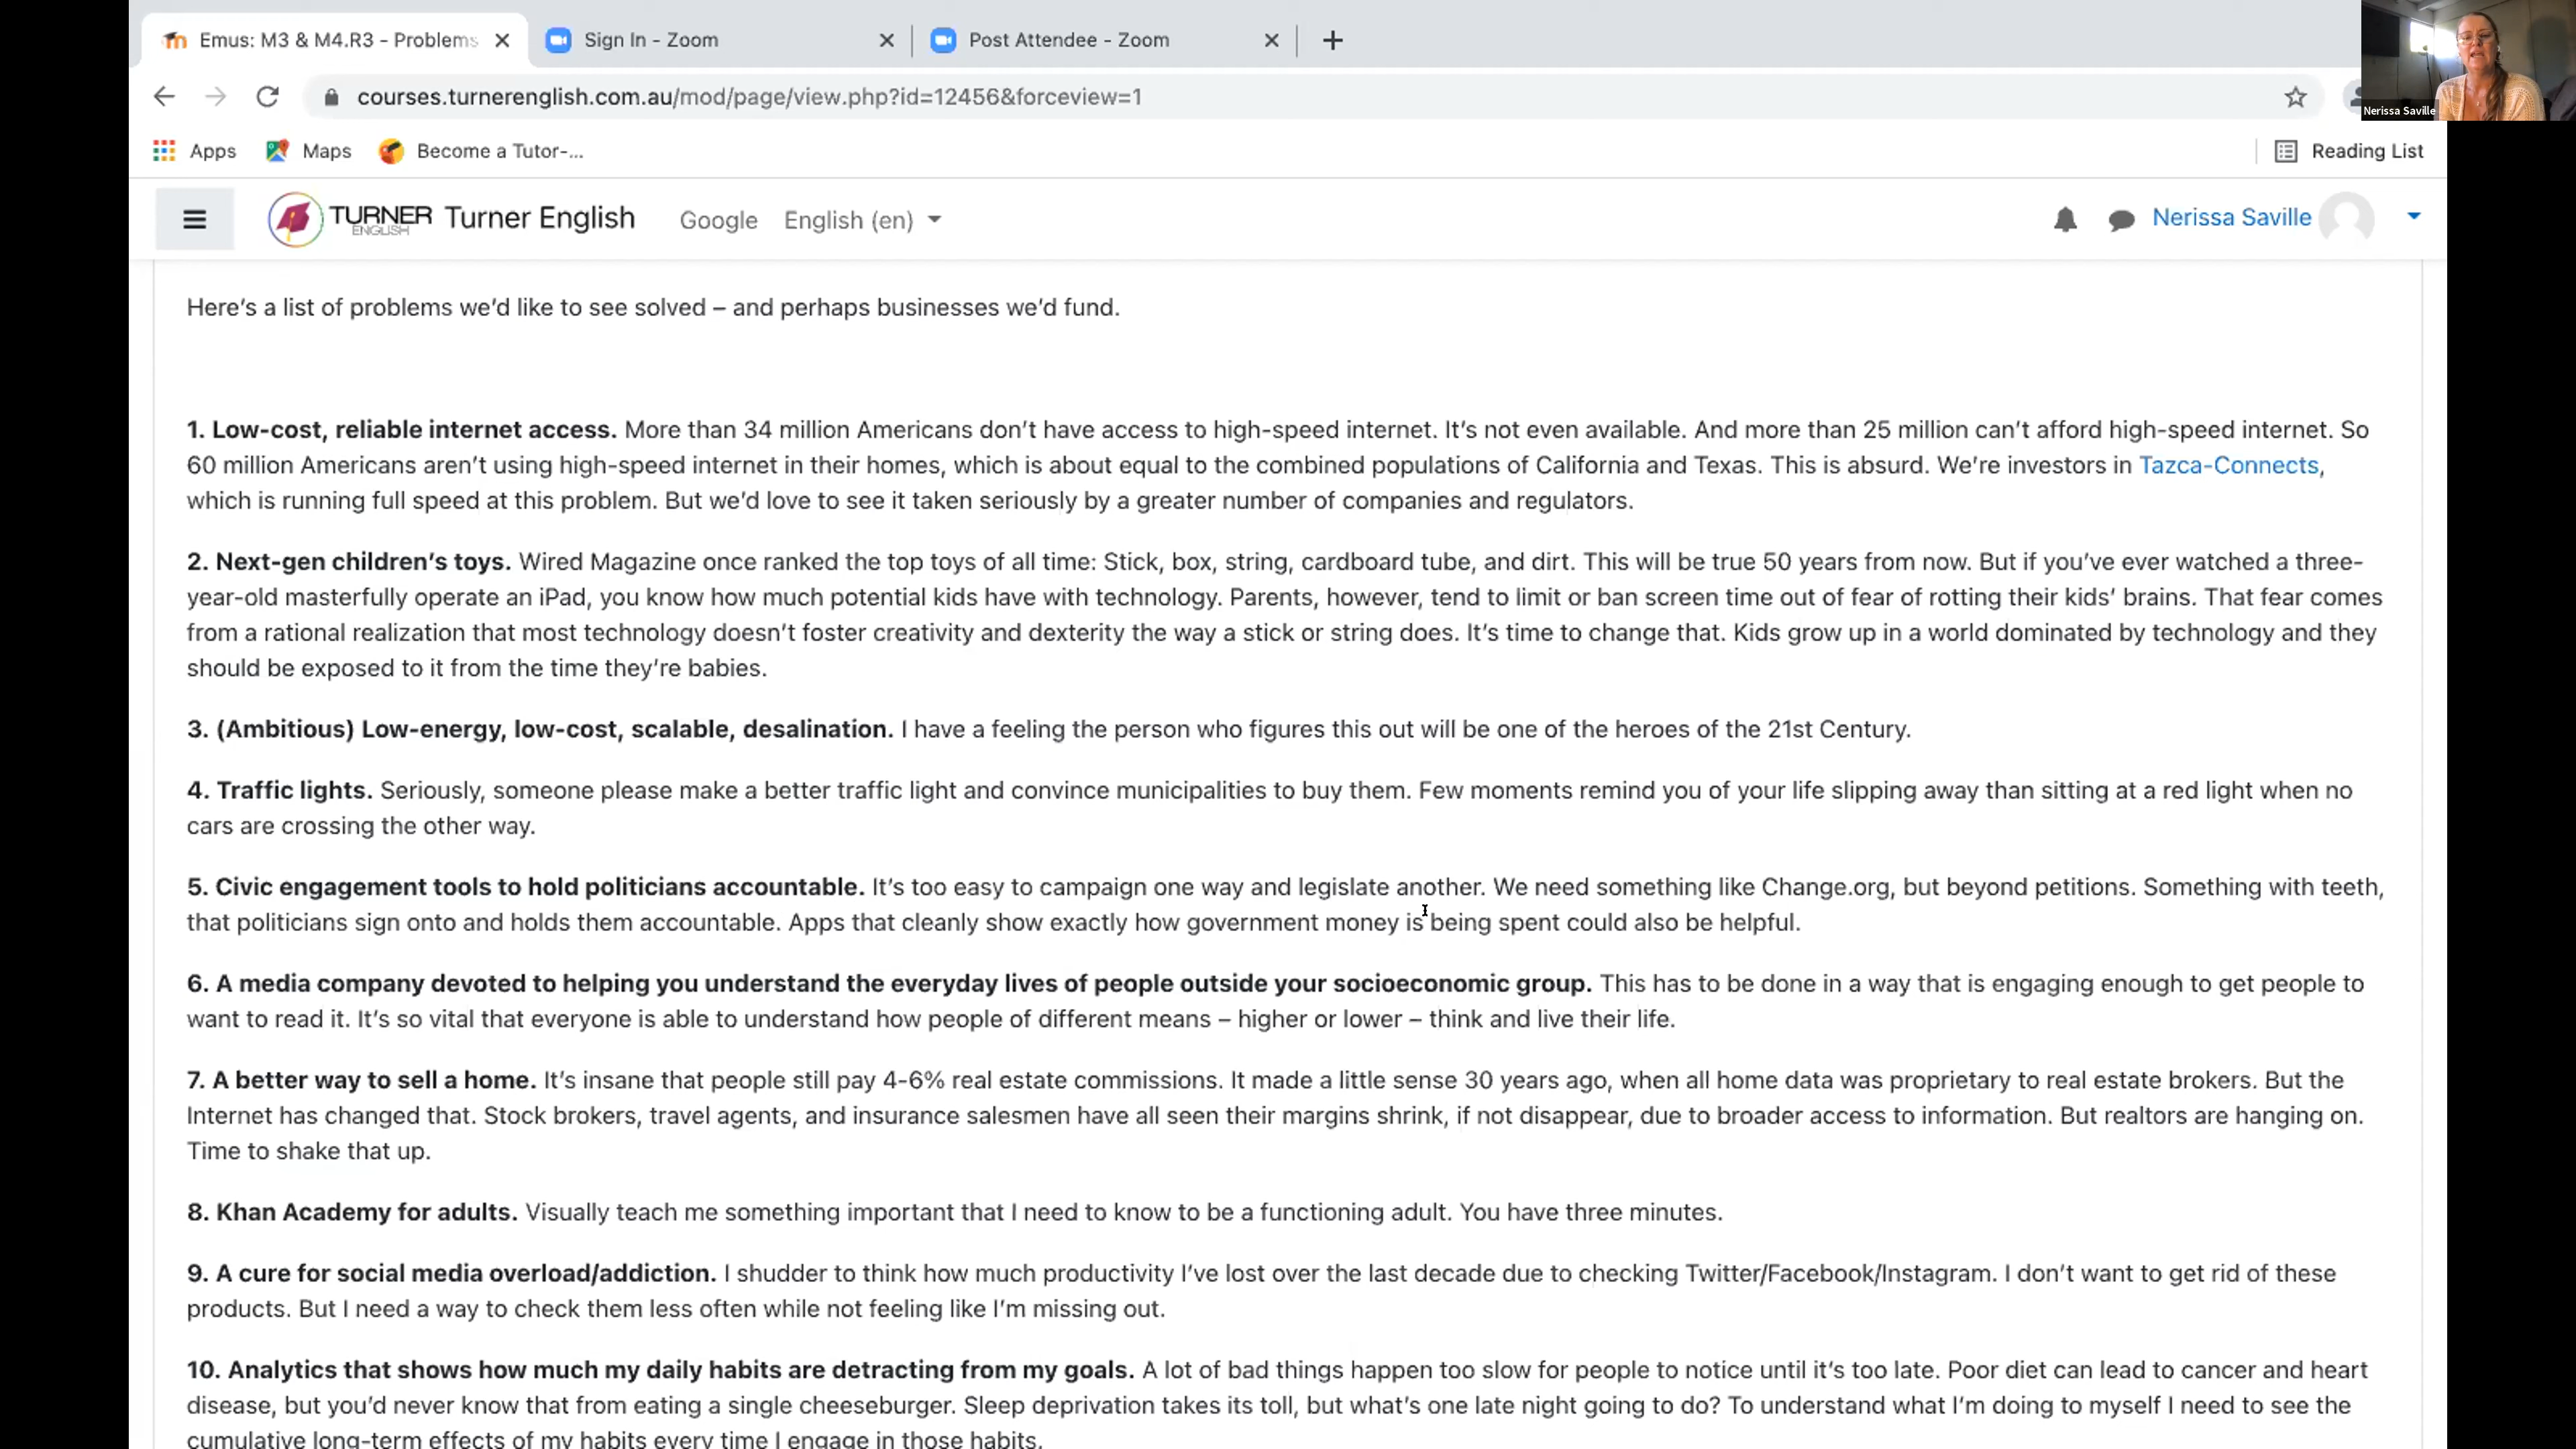 Emus: M3 & M4.R3 - Problems
Sign In - Zoom
Post Attendee - Zoom
courses.turnerenglish.com.au/mod/page/view.php?id=12456&forceview=1
Nerissa Saville
Apps
Maps
Become a Tutor-...
Reading List
TURNER
ENGLISH
Turner English
Google
English (en)
Nerissa Saville
Here's a list of problems we'd like to see solved – and perhaps businesses we'd fund.
1. Low-cost, reliable internet access. More than 34 million Americans don't have access to high-speed internet. It's not even available. And more than 25 million can't afford high-speed internet. So
60 million Americans aren't using high-speed internet in their homes, which is about equal to the combined populations of California and Texas. This is absurd. We're investors in Tazca-Connects,
which is running full speed at this problem. But we'd love to see it taken seriously by a greater number of companies and regulators.
2. Next-gen children's toys. Wired Magazine once ranked the top toys of all time: Stick, box, string, cardboard tube, and dirt. This will be true 50 years from now. But if you've ever watched a three-
year-old masterfully operate an iPad, you know how much potential kids have with technology. Parents, however, tend to limit or ban screen time out of fear of rotting their kids' brains. That fear comes
from a rational realization that most technology doesn't foster creativity and dexterity the way a stick or string does. It's time to change that. Kids grow up in a world dominated by technology and they
should be exposed to it from the time they're babies.
3. (Ambitious) Low-energy, low-cost, scalable, desalination. I have a feeling the person who figures this out will be one of the heroes of the 21st Century.
4. Traffic lights. Seriously, someone please make a better traffic light and convince municipalities to buy them. Few moments remind you of your life slipping away than sitting at a red light when no
cars are crossing the other way.
5. Civic engagement tools to hold politicians accountable. It's too easy to campaign one way and legislate another. We need something like Change.org, but beyond petitions. Something with teeth,
that politicians sign onto and holds them accountable. Apps that cleanly show exactly how government money is being spent could also be helpful.
6. A media company devoted to helping you understand the everyday lives of people outside your socioeconomic group. This has to be done in a way that is engaging enough to get people to
want to read it. It's so vital that everyone is able to understand how people of different means – higher or lower – think and live their life.
7. A better way to sell a home. It's insane that people still pay 4-6% real estate commissions. It made a little sense 30 years ago, when all home data was proprietary to real estate brokers. But the
Internet has changed that. Stock brokers, travel agents, and insurance salesmen have all seen their margins shrink, if not disappear, due to broader access to information. But realtors are hanging on.
Time to shake that up.
8. Khan Academy for adults. Visually teach me something important that I need to know to be a functioning adult. You have three minutes.
9. A cure for social media overload/addiction. I shudder to think how much productivity I've lost over the last decade due to checking Twitter/Facebook/Instagram. I don't want to get rid of these
products. But I need a way to check them less often while not feeling like I'm missing out.
10. Analytics that shows how much my daily habits are detracting from my goals. A lot of bad things happen too slow for people to notice until it's too late. Poor diet can lead to cancer and heart
disease, but you'd never know that from eating a single cheeseburger. Sleep deprivation takes its toll, but what's one late night going to do? To understand what I'm doing to myself I need to see the
cumulative long-term effects of my habits every time I engage in those habits.